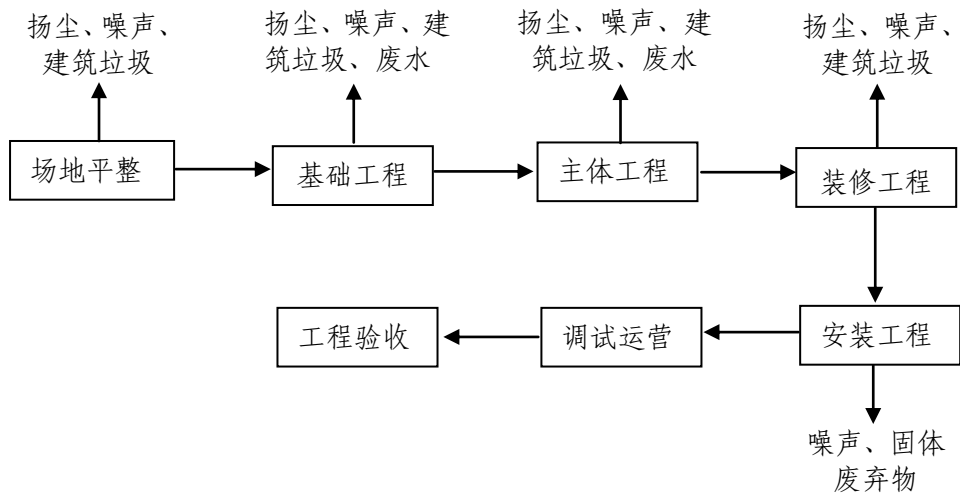 扬尘、噪声、
建筑垃圾
扬尘、噪声、建
筑垃圾、废水
扬尘、噪声、建
筑垃圾、废水
扬尘、噪声、
建筑垃圾
场地平整
基础工程
主体工程
装修工程
工程验收
调试运营
安装工程
噪声、固体
废弃物